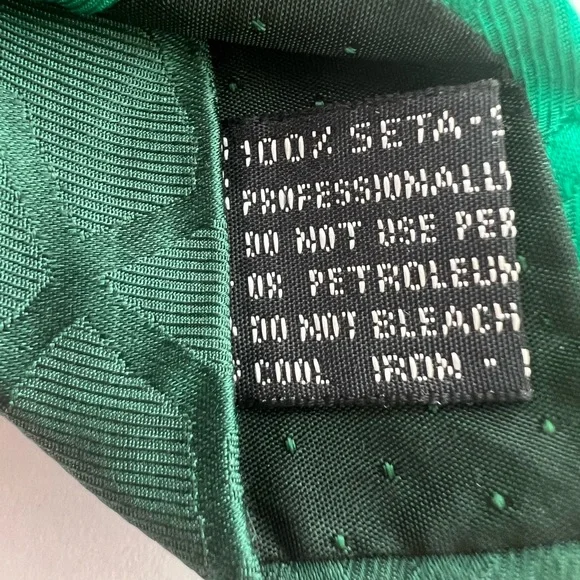 100% SETA-
PROFESSIONALLY
DO NOT USE PER
OR PETROLEUM
DO NOT BLEACH
COOL IRON -